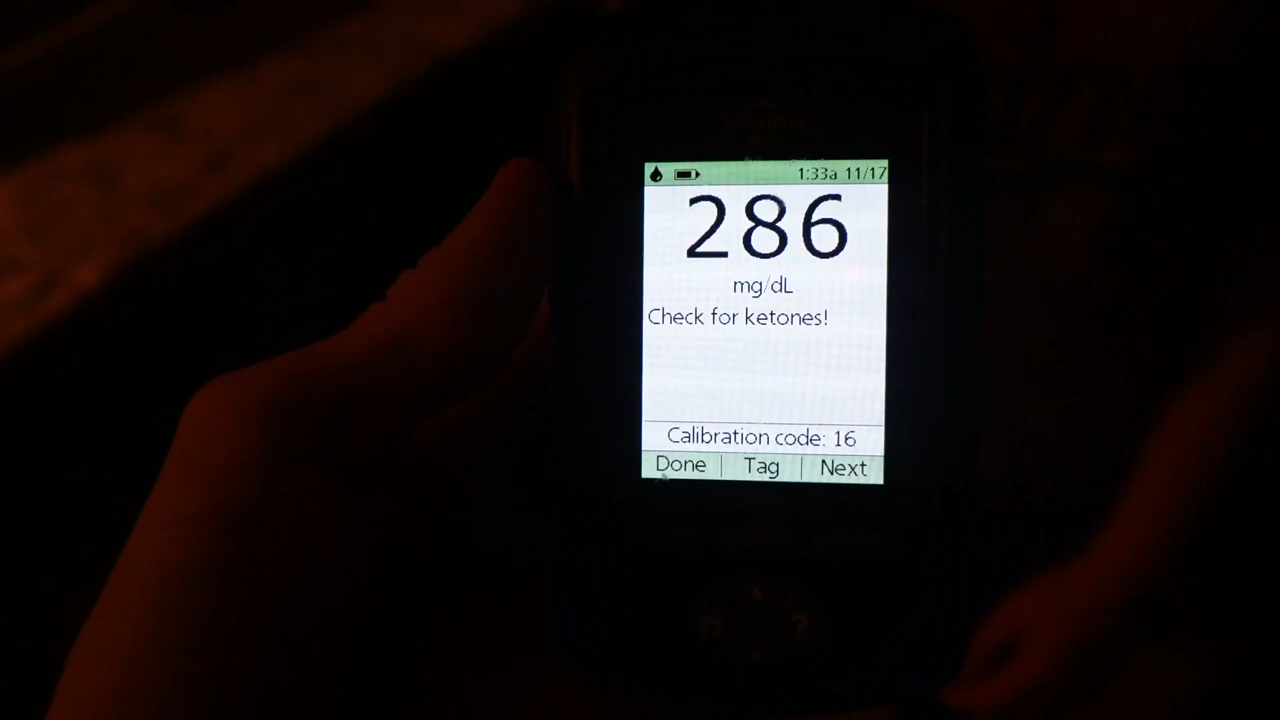 1:33a 11/17
286
mg/dL
Check for ketones!
Calibration code: 16
Done Tag Next
?